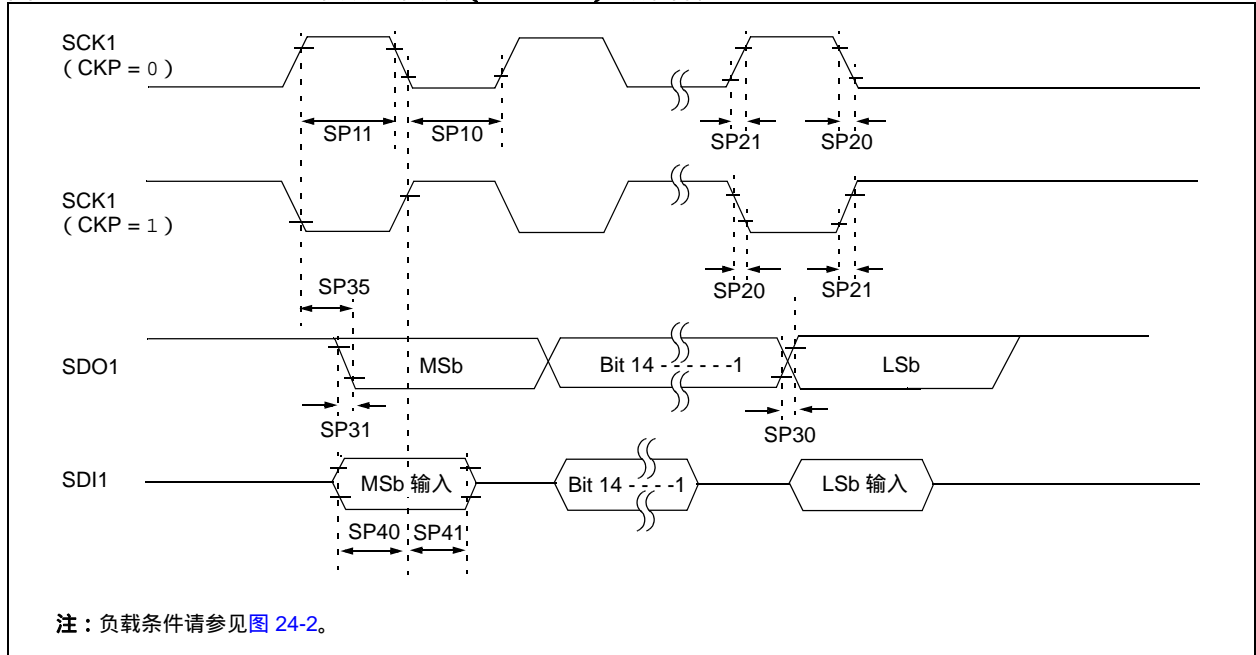 SCK1
（CKP = 0）
SP11
SP10
SP21
SP20
SCK1
（CKP = 1）
SP35
SP20
SP21
SDO1
MSb
Bit 14 - - - - - -1
LSb
SP31
SP30
SDI1
MSb 输入
Bit 14 - - - -1
LSb 输入
SP40
SP41
注：负载条件请参见图 24-2。